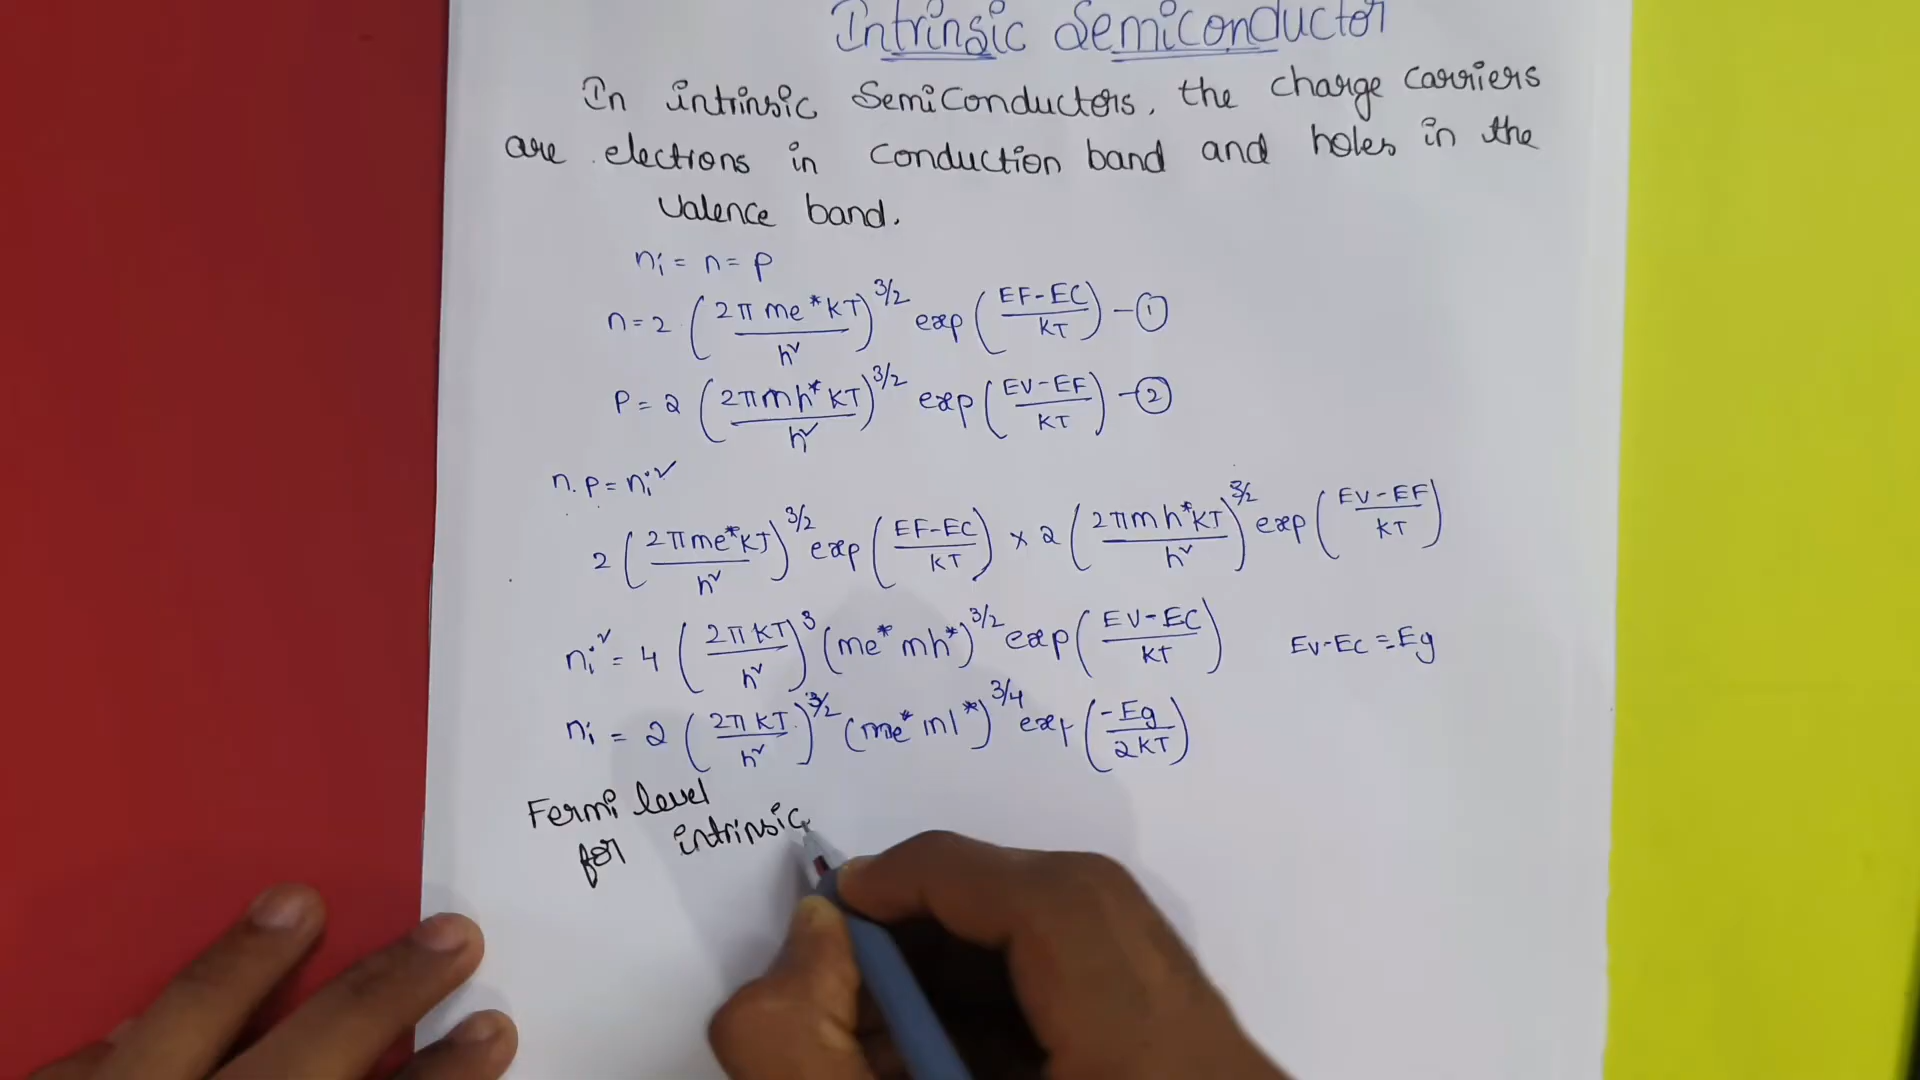 Intrinsic Semiconductor
In intrinsic Semiconductors, the charge carriers
are elections in conduction band and holes in the
valence band.
ni = n = p
n = 2 (2π me* KT / h²)^3/2 exp (EF - EC / KT) - ①
P = 2 (2π mh* KT / h²)^3/2 exp (EV - EF / KT) - ②
n. p = ni²
2 (2π me* KT / h²)^3/2 exp (EF - EC / KT) × 2 (2π mh* KT / h²)^3/2 exp (EV - EF / KT)
ni² = 4 (2π KT / h²)^3 (me* mh*)^3/2 exp (EV - EC / KT) Ev - Ec = Eg
ni = 2 (2π KT / h²)^3/2 (me* ml*)^3/4 exp (-Eg / 2KT)
Fermi level
for intrinsic